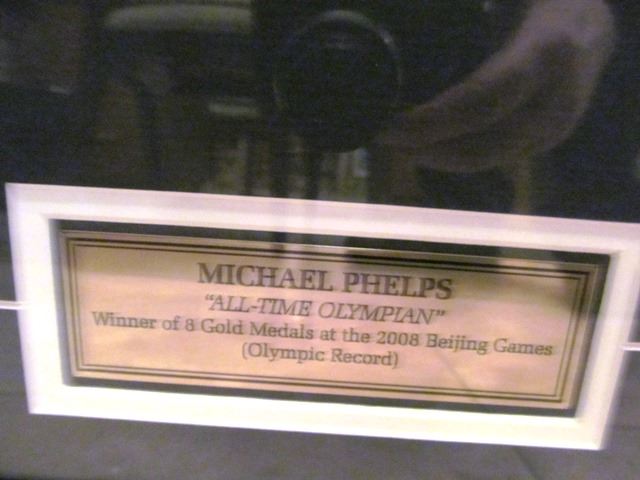 MICHAEL PHELPS
"ALL-TIME OLYMPIAN"
Winner of 8 Gold Medals at the 2008 Beijing Games
(Olympic Record)